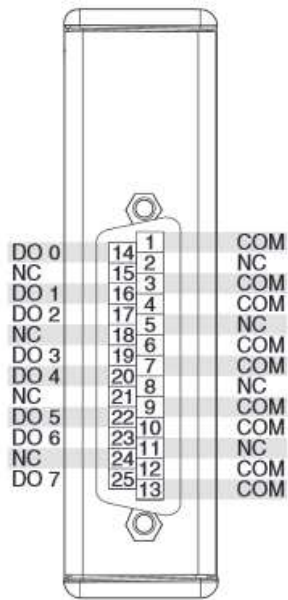 1 COM
DO 0 14
2 NC
NC 15
3 COM
DO 1 16
4 COM
DO 2 17
5 NC
NC 18
6 COM
DO 3 19
7 COM
DO 4 20
8 NC
NC 21
9 COM
DO 5 22
10 COM
DO 6 23
11 NC
NC 24
12 COM
DO 7 25
13 COM